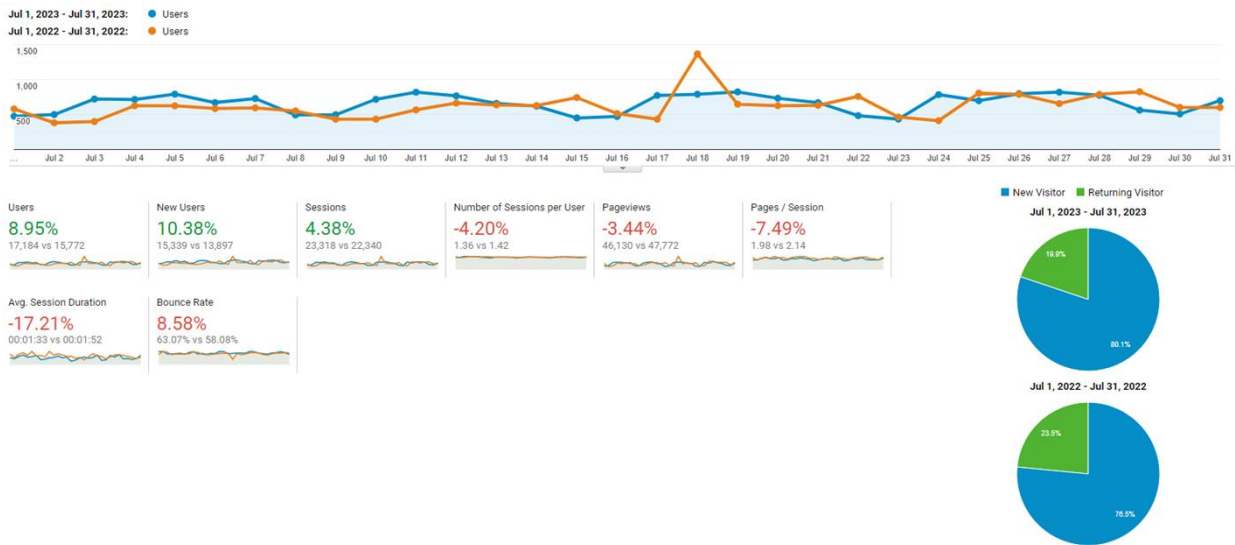 Jul 1, 2023 - Jul 31, 2023: Users
Jul 1, 2022 - Jul 31, 2022: Users
1,500
1,000
500
... Jul 2 Jul 3 Jul 4 Jul 5 Jul 6 Jul 7 Jul 8 Jul 9 Jul 10 Jul 11 Jul 12 Jul 13 Jul 14 Jul 15 Jul 16 Jul 17 Jul 18 Jul 19 Jul 20 Jul 21 Jul 22 Jul 23 Jul 24 Jul 25 Jul 26 Jul 27 Jul 28 Jul 29 Jul 30 Jul 31
Users
8.95%
17,184 vs 15,772
New Users
10.38%
15,339 vs 13,897
Sessions
4.38%
23,318 vs 22,340
Number of Sessions per User
-4.20%
1.36 vs 1.42
Pageviews
-3.44%
46,130 vs 47,772
Pages / Session
-7.49%
1.98 vs 2.14
Avg. Session Duration
-17.21%
00:01:33 vs 00:01:52
Bounce Rate
8.58%
63.07% vs 58.08%
New Visitor Returning Visitor
Jul 1, 2023 - Jul 31, 2023
19.9%
80.1%
Jul 1, 2022 - Jul 31, 2022
23.5%
76.5%